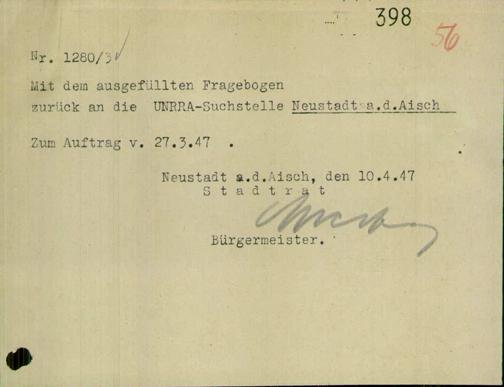 398
56
Nr. 1280/3
Mit dem ausgefüllten Fragebogen
zurück an die UNRRA-Suchstelle Neustadt a.d.Aisch
Zum Auftrag v. 27.3.47 .
Neustadt a.d.Aisch, den 10.4.47
S t a d t r a t
Bürgermeister.